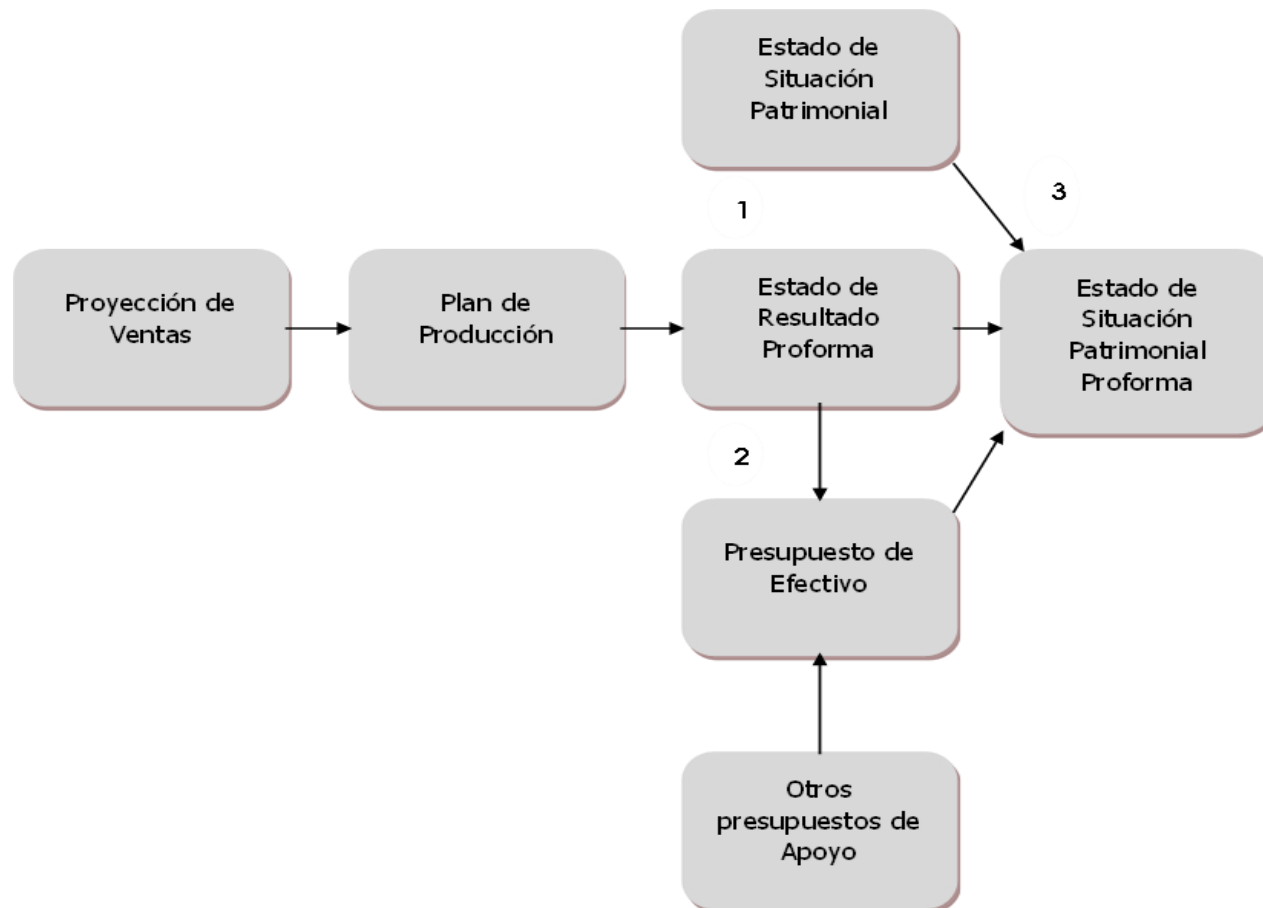 Estado de
Situación
Patrimonial
1
3
Proyección de
Ventas
Plan de
Producción
Estado de
Resultado
Proforma
Estado de
Situación
Patrimonial
Proforma
2
Presupuesto de
Efectivo
Otros
presupuestos de
Apoyo